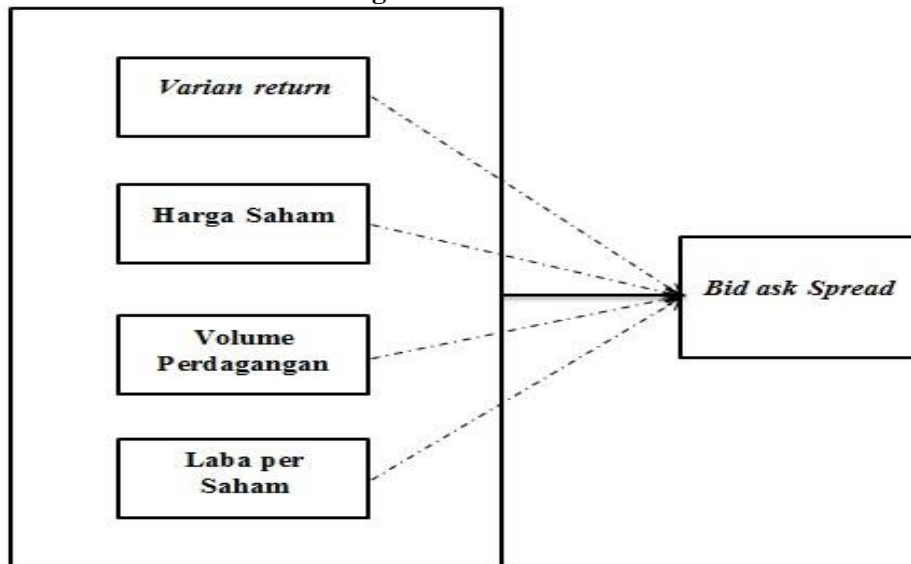 Varian return
Harga Saham
Volume
Perdagangan
Laba per
Saham
Bid ask Spread